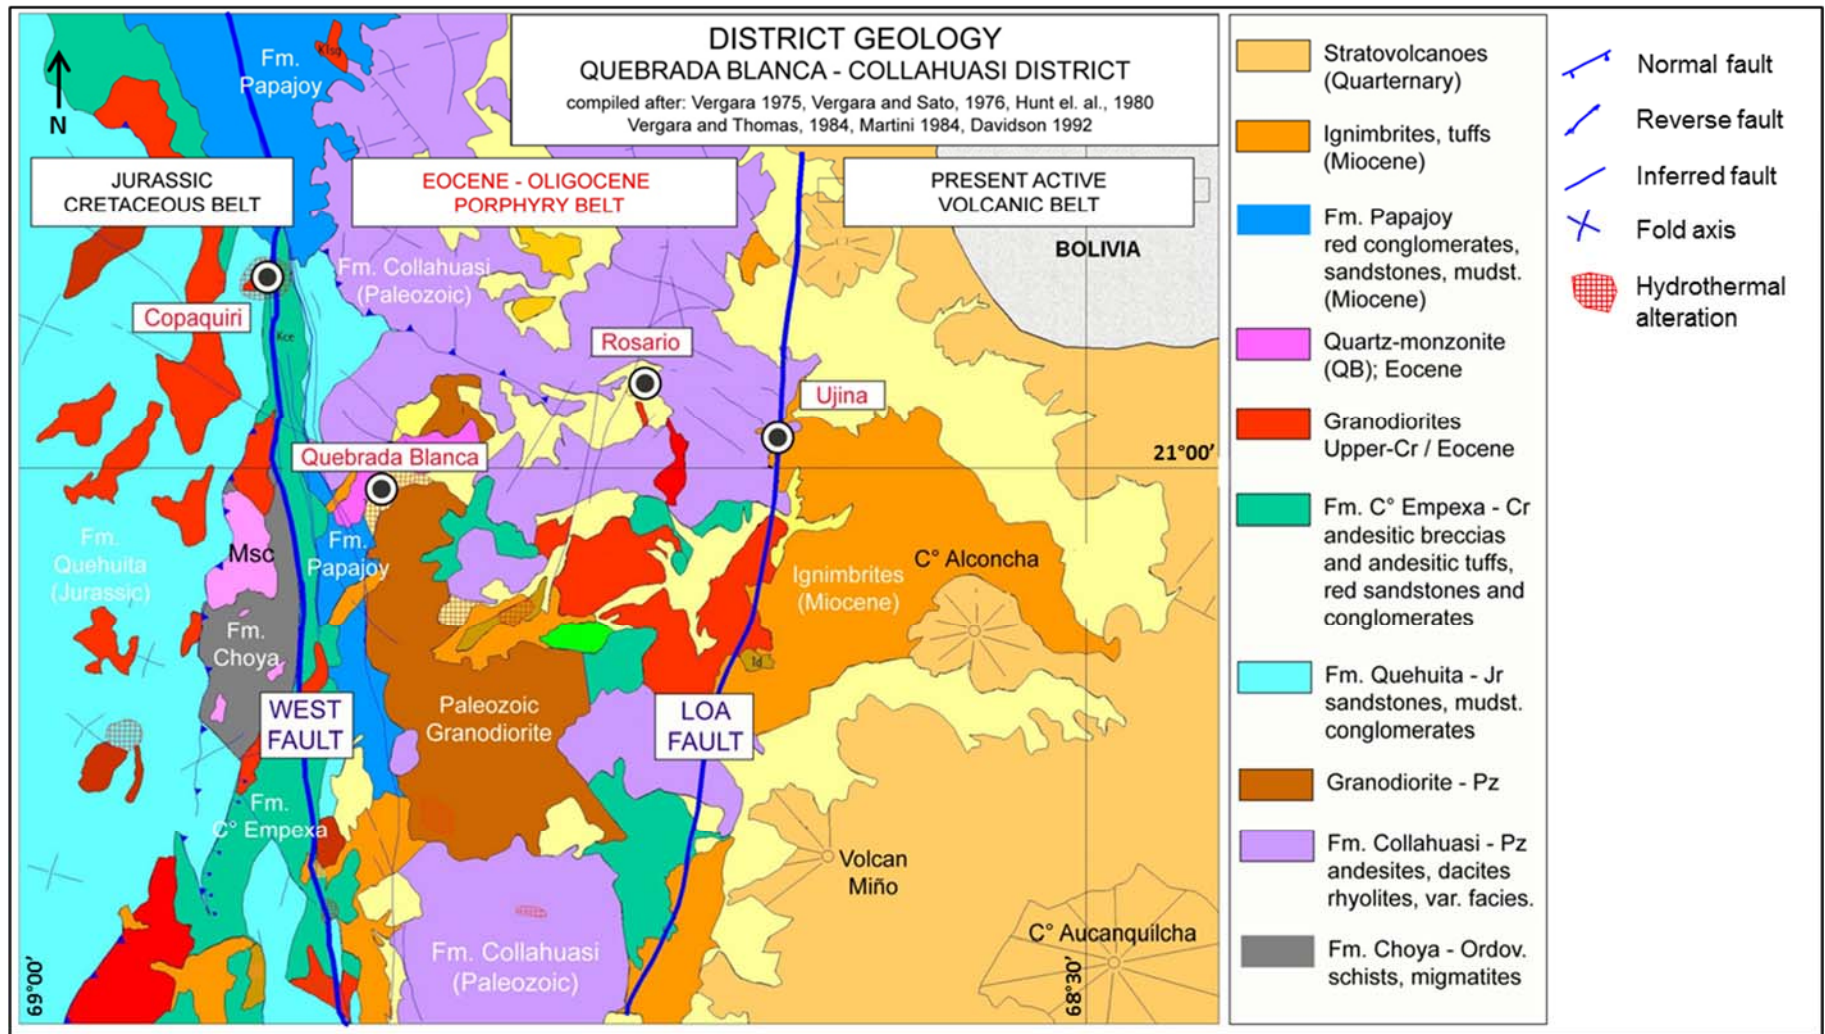 DISTRICT GEOLOGY
QUEBRADA BLANCA - COLLAHUASI DISTRICT
compiled after: Vergara 1975, Vergara and Sato, 1976, Hunt el. al., 1980
Vergara and Thomas, 1984, Martini 1984, Davidson 1992
N
Fm.
Papajoy
Klsg
JURASSIC
CRETACEOUS BELT
EOCENE - OLIGOCENE
PORPHYRY BELT
PRESENT ACTIVE
VOLCANIC BELT
BOLIVIA
Fm. Collahuasi
(Paleozoic)
Copaquiri
Kce
Rosario
Ujina
Quebrada Blanca
21°00'
Fm.
Quehuita
(Jurassic)
Msc
Fm.
Papajoy
Fm.
Choya
Ignimbrites
(Miocene)
C° Alconcha
Id
WEST
FAULT
Paleozoic
Granodiorite
LOA
FAULT
Fm.
C° Empexa
Volcan
Miño
Fm. Collahuasi
(Paleozoic)
C° Aucanquilcha
69°00'
68°30'
Stratovolcanoes
(Quarternary)
Ignimbrites, tuffs
(Miocene)
Fm. Papajoy
red conglomerates,
sandstones, mudst.
(Miocene)
Quartz-monzonite
(QB); Eocene
Granodiorites
Upper-Cr / Eocene
Fm. C° Empexa - Cr
andesitic breccias
and andesitic tuffs,
red sandstones and
conglomerates
Fm. Quehuita - Jr
sandstones, mudst.
conglomerates
Granodiorite - Pz
Fm. Collahuasi - Pz
andesites, dacites
rhyolites, var. facies.
Fm. Choya - Ordov.
schists, migmatites
Normal fault
Reverse fault
Inferred fault
Fold axis
Hydrothermal
alteration